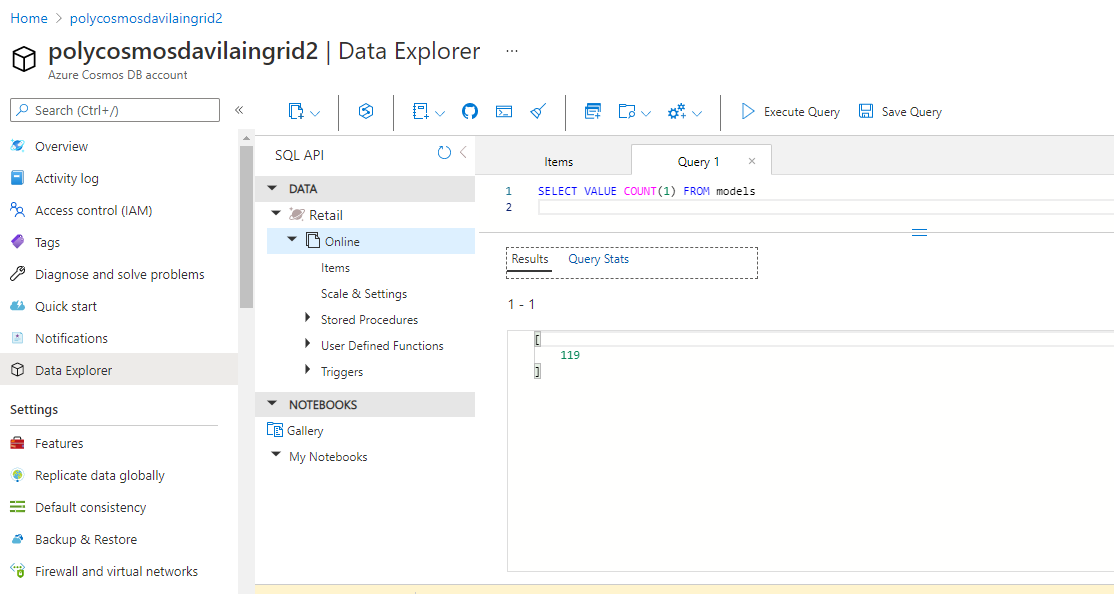 Home > polycosmosdavilaingrid2
polycosmosdavilaingrid2 | Data Explorer ...
Azure Cosmos DB account
Search (Ctrl+/)
«
Overview
Activity log
Access control (IAM)
Tags
Diagnose and solve problems
Quick start
Notifications
Data Explorer
Settings
Features
Replicate data globally
Default consistency
Backup & Restore
Firewall and virtual networks
Execute Query
Save Query
SQL API
DATA
Retail
Online
Items
Scale & Settings
Stored Procedures
User Defined Functions
Triggers
NOTEBOOKS
Gallery
My Notebooks
Items
Query 1 ×
1 SELECT VALUE COUNT(1) FROM models
2
Results Query Stats
1 - 1
[
119
]